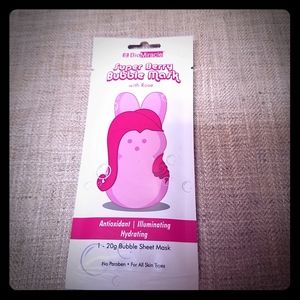 BioMiracle
Super Berry
Bubble Mask
with Rose
Antioxidant | Illuminating
Hydrating
1 - 20g Bubble Sheet Mask
No Paraben • For All Skin Types